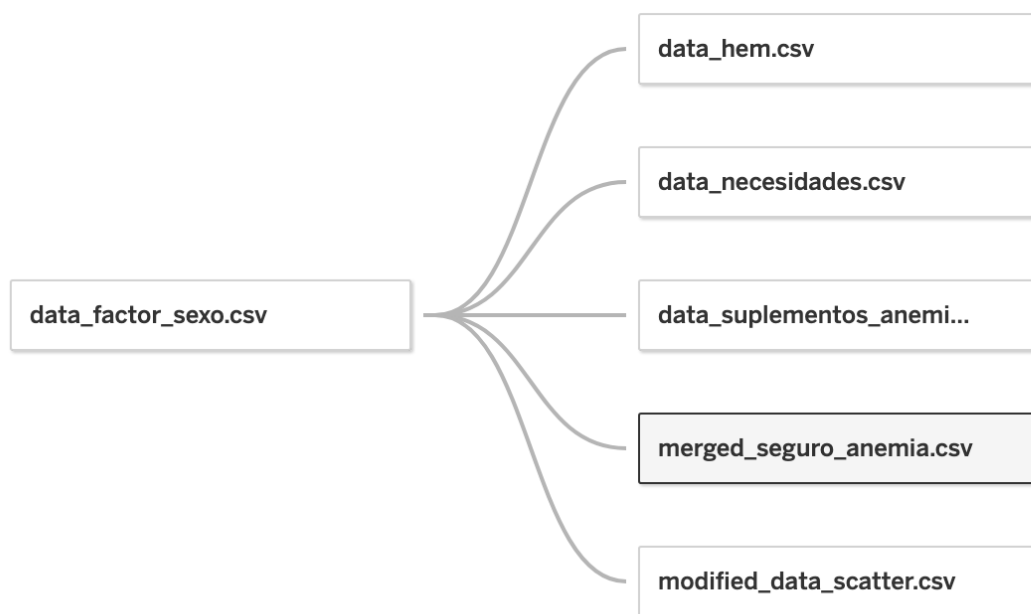 data_hem.csv
data_necesidades.csv
data_factor_sexo.csv
data_suplementos_anemi...
merged_seguro_anemia.csv
modified_data_scatter.csv